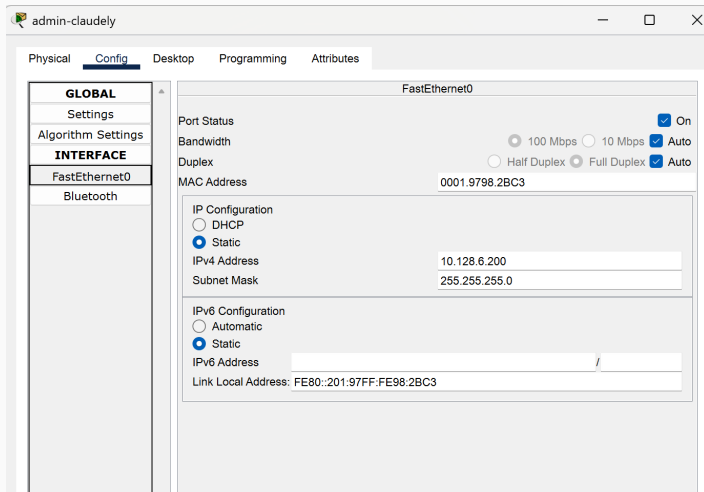 admin-claudely
Physical Config Desktop Programming Attributes
GLOBAL
Settings
Algorithm Settings
INTERFACE
FastEthernet0
Bluetooth
FastEthernet0
Port Status On
Bandwidth 100 Mbps 10 Mbps Auto
Duplex Half Duplex Full Duplex Auto
MAC Address 0001.9798.2BC3
IP Configuration
DHCP
Static
IPv4 Address 10.128.6.200
Subnet Mask 255.255.255.0
IPv6 Configuration
Automatic
Static
IPv6 Address /
Link Local Address: FE80::201:97FF:FE98:2BC3